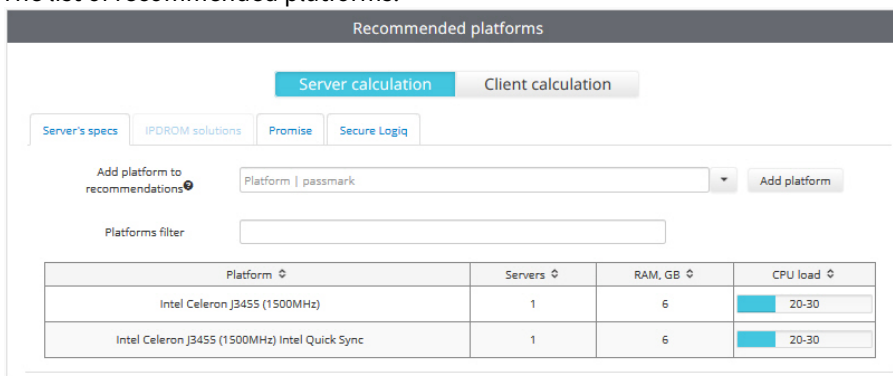 The list of recommended platforms:
Recommended platforms
Server calculation Client calculation
Server's specs IPDROM solutions Promise Secure Logiq
Add platform to
recommendations?
Platform | passmark
Add platform
Platforms filter
Platform Servers RAM, GB CPU load
Intel Celeron J3455 (1500MHz) 1 6 20-30
Intel Celeron J3455 (1500MHz) Intel Quick Sync 1 6 20-30